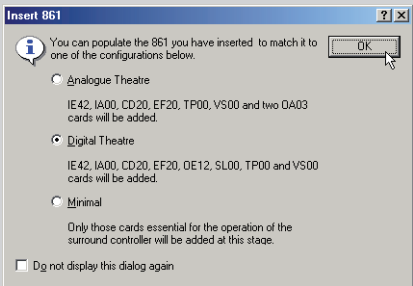 Insert 861
You can populate the 861 you have inserted to match it to
one of the configurations below.
OK
Analogue Theatre
IE42, IA00, CD20, EF20, TP00, VS00 and two OA03
cards will be added.
Digital Theatre
IE42, IA00, CD20, EF20, OE12, SL00, TP00 and VS00
cards will be added.
Minimal
Only those cards essential for the operation of the
surround controller will be added at this stage.
Do not display this dialog again